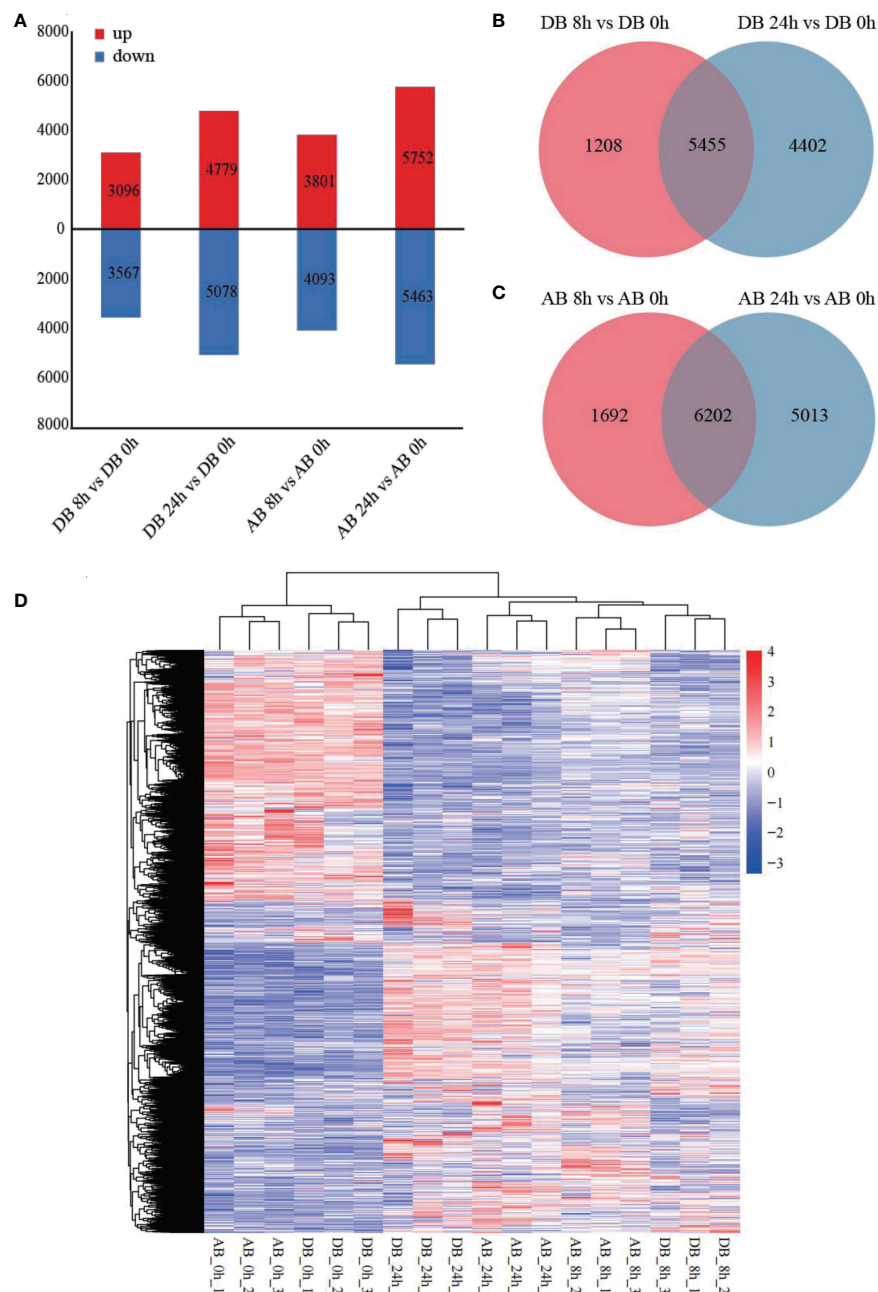 A
8000
6000
4000
2000
0
2000
4000
6000
8000
up
down
3096
4779
3801
5752
3567
5078
4093
5463
DB 8h vs DB 0h
DB 24h vs DB 0h
AB 8h vs AB 0h
AB 24h vs AB 0h
B
DB 8h vs DB 0h
DB 24h vs DB 0h
1208
5455
4402
C
AB 8h vs AB 0h
AB 24h vs AB 0h
1692
6202
5013
D
4
3
2
1
0
−1
−2
−3
AB_0h_1
AB_0h_2
AB_0h_3
DB_0h_1
DB_0h_2
DB_0h_3
DB_24h_
DB_24h_
DB_24h_
AB_24h_
AB_24h_
AB_24h_
AB_8h_2
AB_8h_1
AB_8h_3
DB_8h_3
DB_8h_1
DB_8h_2